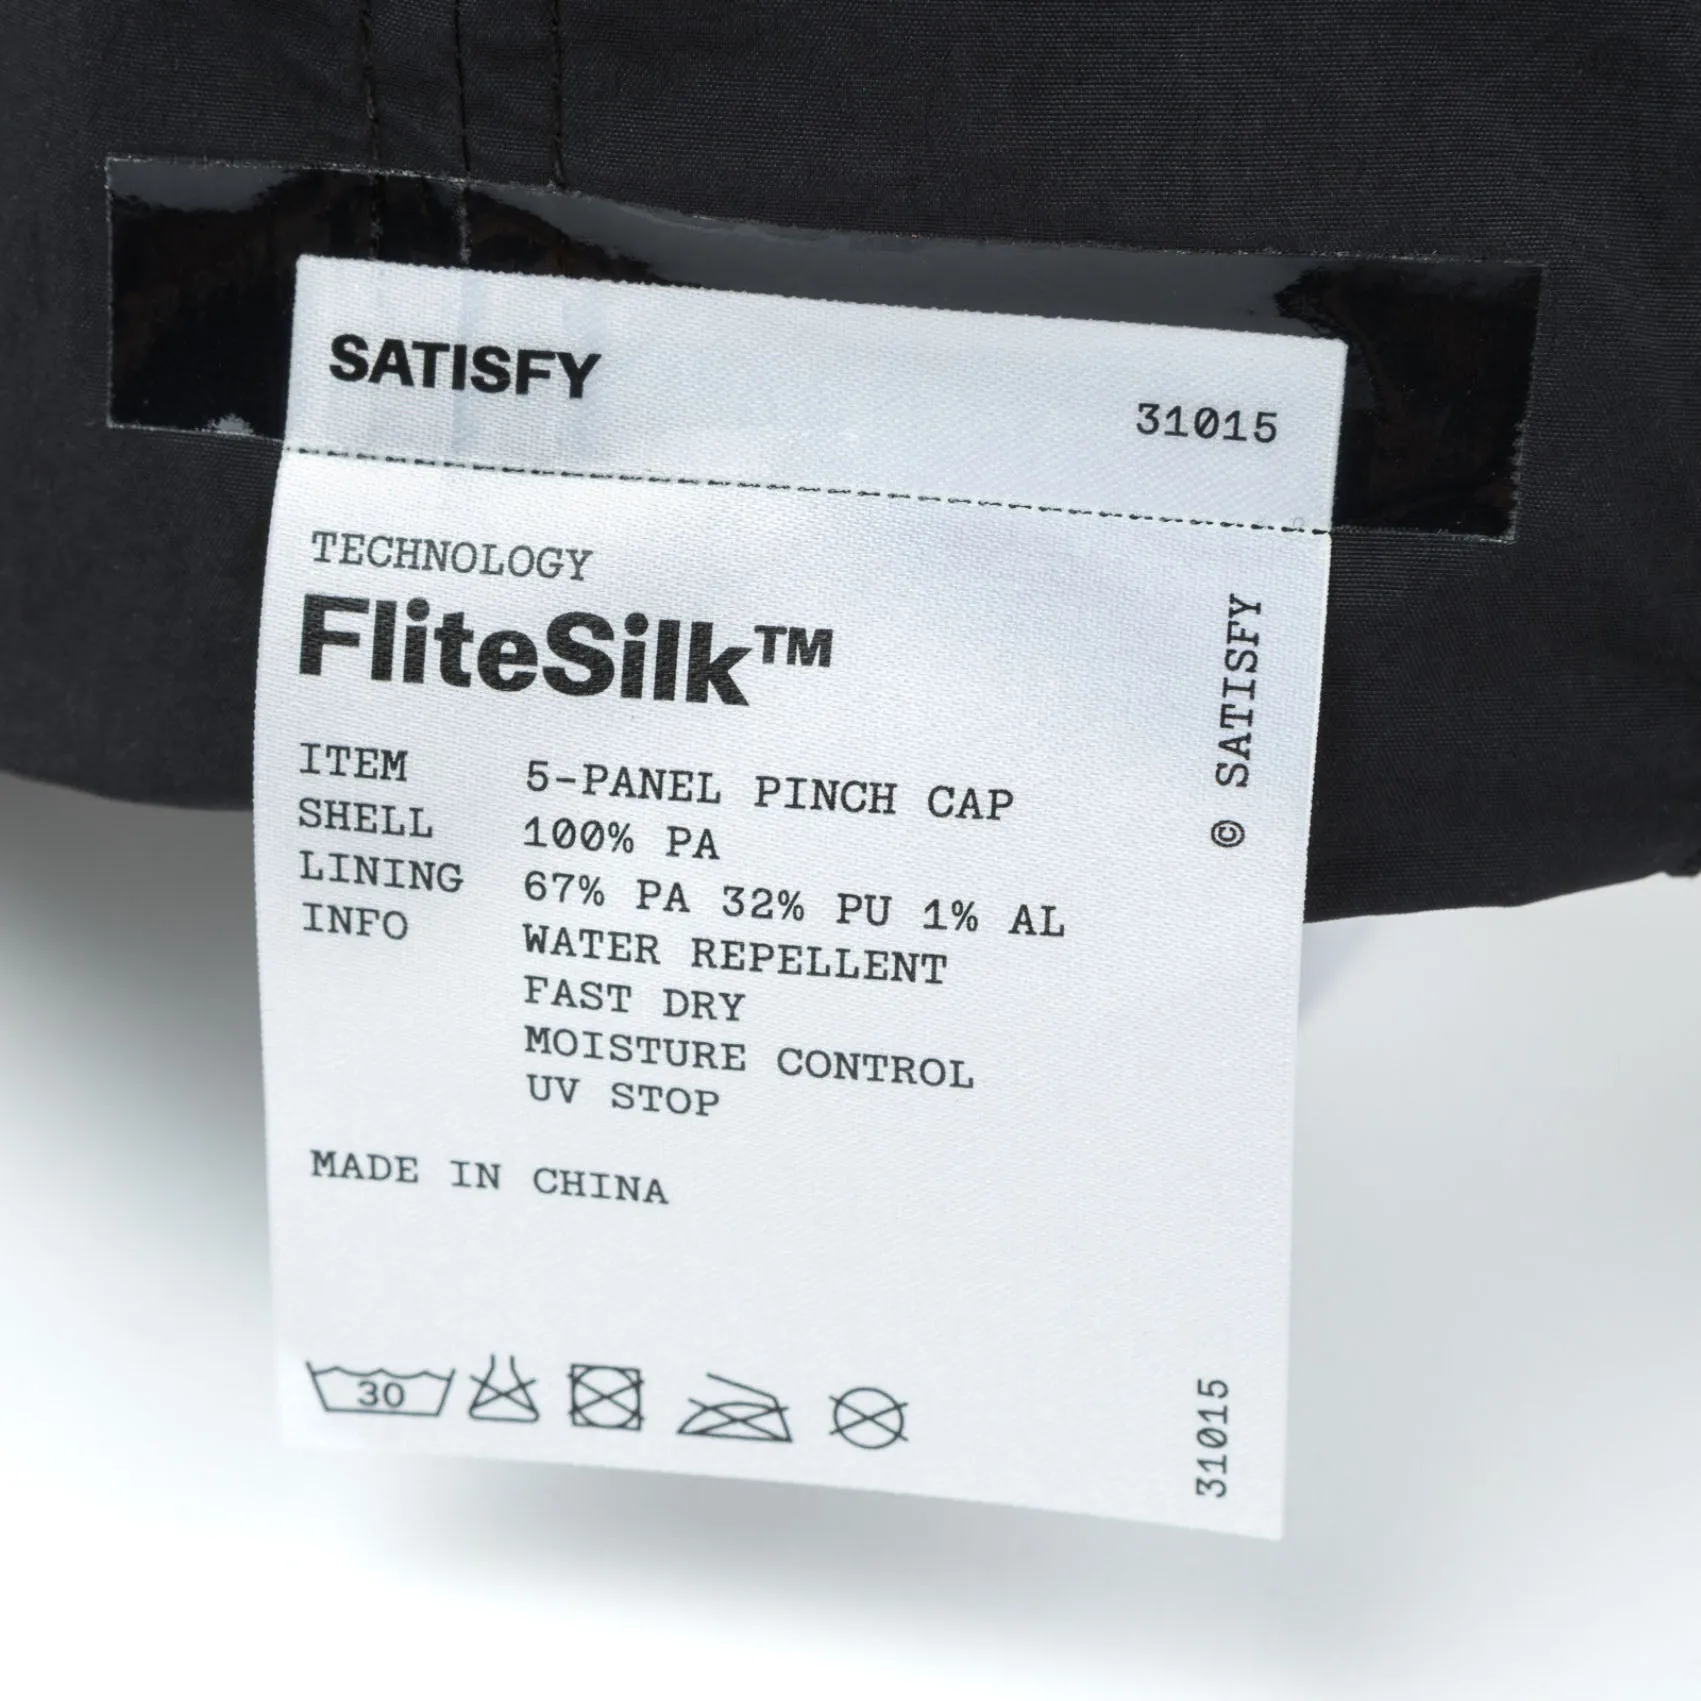 SATISFY
31015
TECHNOLOGY
FliteSilk™
ITEM 5-PANEL PINCH CAP
SHELL 100% PA
LINING 67% PA 32% PU 1% AL
INFO WATER REPELLENT
FAST DRY
MOISTURE CONTROL
UV STOP
MADE IN CHINA
30
© SATISFY
31015